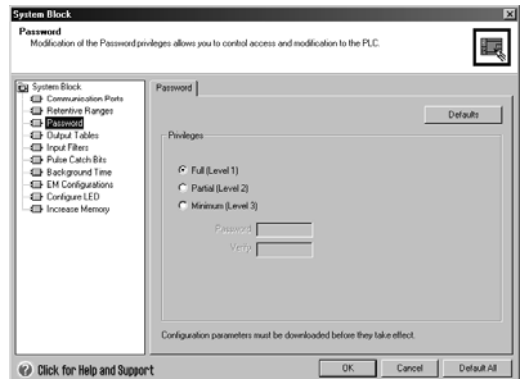 System Block
Password
Modification of the Password privileges allows you to control access and modification to the PLC.
System Block
Communication Ports
Retentive Ranges
Password
Output Tables
Input Filters
Pulse Catch Bits
Background Time
EM Configurations
Configure LED
Increase Memory
Password
Defaults
Privileges
Full (Level 1)
Partial (Level 2)
Minimum (Level 3)
Password
Verify
Configuration parameters must be downloaded before they take effect.
Click for Help and Support
OK
Cancel
Default All